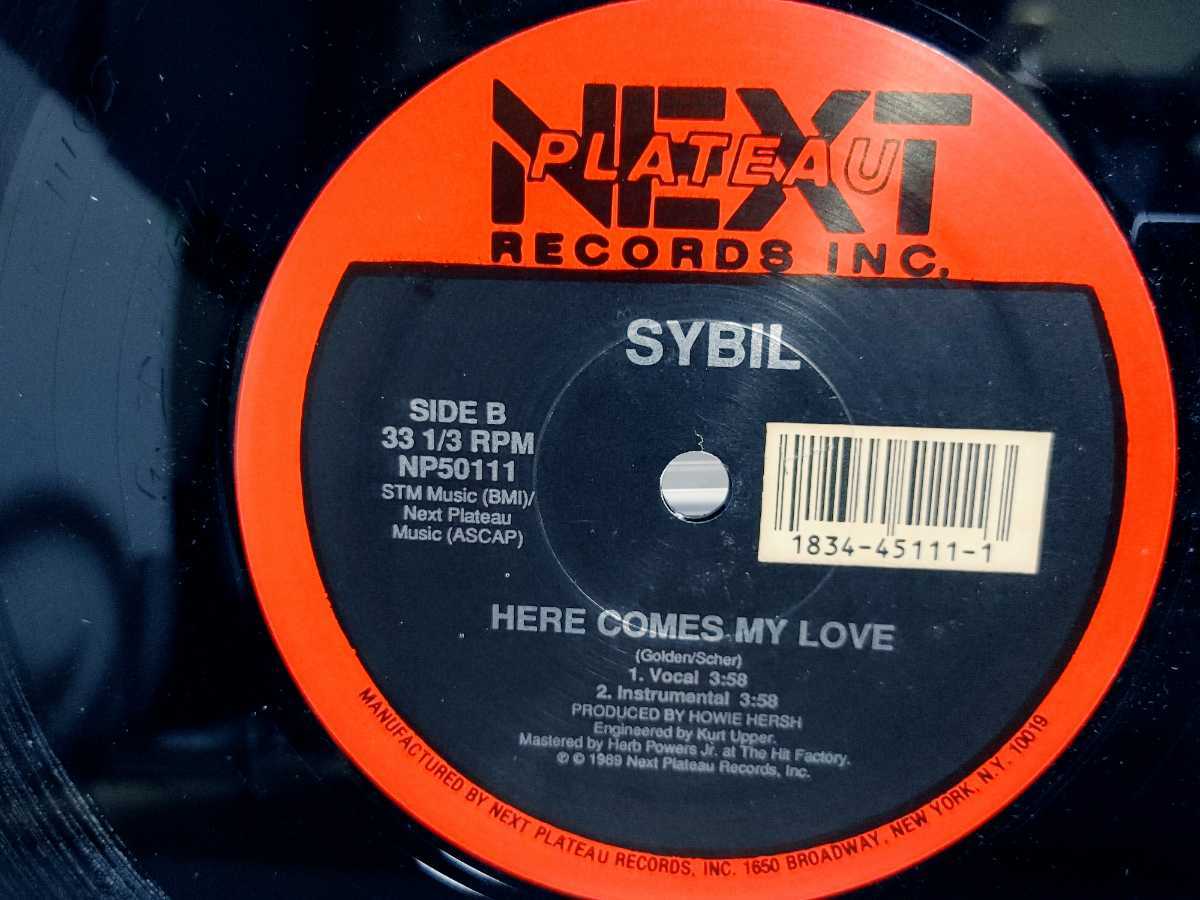 NEXT
PLATEAU
RECORDS INC.
SYBIL
SIDE B
33 1/3 RPM
NP50111
STM Music (BMI)/
Next Plateau
Music (ASCAP)
1834-45111-1
HERE COMES MY LOVE
(Golden/Scher)
1. Vocal 3:58
2. Instrumental 3:58
PRODUCED BY HOWIE HERSH
Engineered by Kurt Upper.
Mastered by Herb Powers Jr. at The Hit Factory.
℗ © 1989 Next Plateau Records, Inc.
MANUFACTURED BY NEXT PLATEAU RECORDS, INC. 1650 BROADWAY, NEW YORK, N.Y. 10019